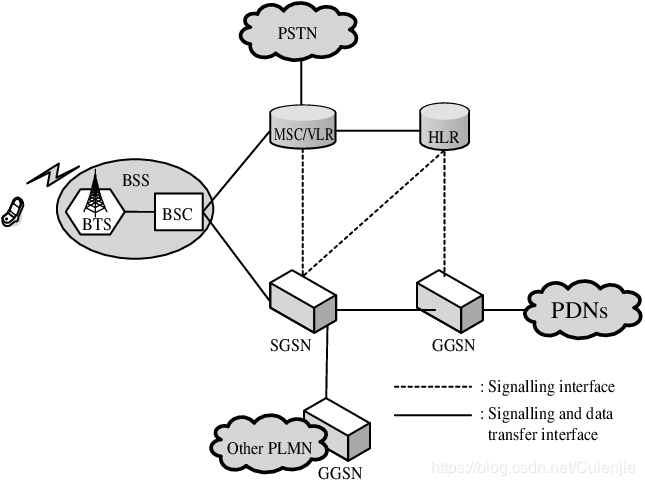 PSTN
MSC/VLR
HLR
BSS
BTS
BSC
SGSN
GGSN
PDNs
: Signalling interface
: Signalling and data
transfer interface
Other PLMN
GGSN
https://blog.csdn.net/Cuienjie